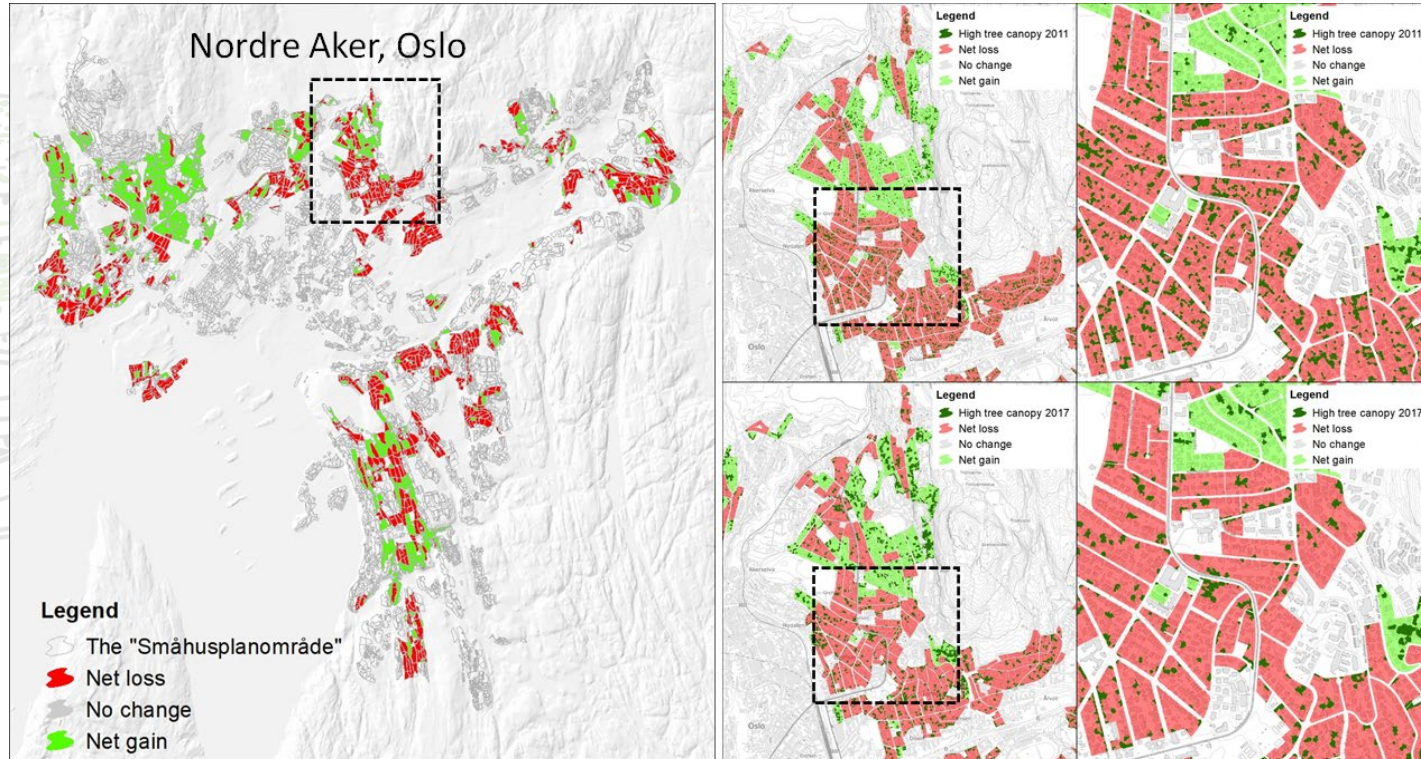 Nordre Aker, Oslo
Legend
The "Småhusplanområde"
Net loss
No change
Net gain
Legend
High tree canopy 2011
Net loss
No change
Net gain
Oslo
Legend
High tree canopy 2011
Net loss
No change
Net gain
Legend
High tree canopy 2017
Net loss
No change
Net gain
Oslo
Legend
High tree canopy 2017
Net loss
No change
Net gain